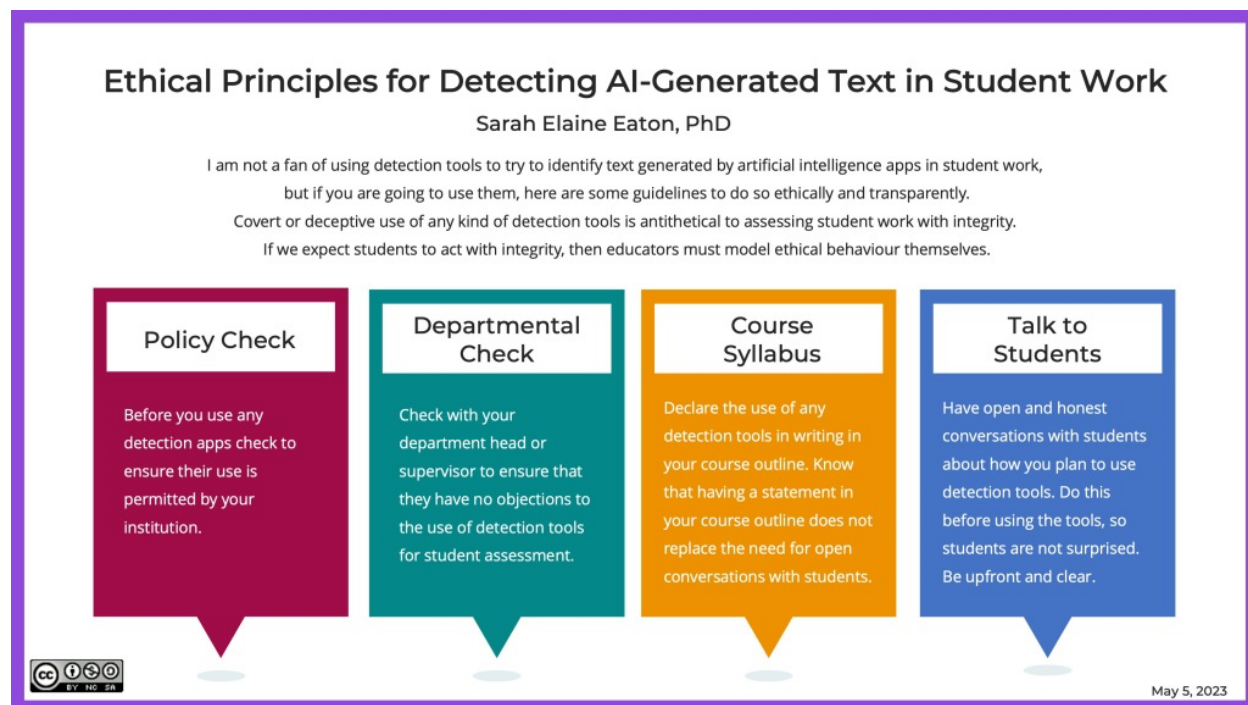 Ethical Principles for Detecting AI-Generated Text in Student Work
Sarah Elaine Eaton, PhD
I am not a fan of using detection tools to try to identify text generated by artificial intelligence apps in student work,
but if you are going to use them, here are some guidelines to do so ethically and transparently.
Covert or deceptive use of any kind of detection tools is antithetical to assessing student work with integrity.
If we expect students to act with integrity, then educators must model ethical behaviour themselves.
Policy Check
Before you use any
detection apps check to
ensure their use is
permitted by your
institution.
Departmental
Check
Check with your
department head or
supervisor to ensure that
they have no objections to
the use of detection tools
for student assessment.
Course
Syllabus
Declare the use of any
detection tools in writing in
your course outline. Know
that having a statement in
your course outline does not
replace the need for open
conversations with students.
Talk to
Students
Have open and honest
conversations with students
about how you plan to use
detection tools. Do this
before using the tools, so
students are not surprised.
Be upfront and clear.
cc
BY NC SA
May 5, 2023